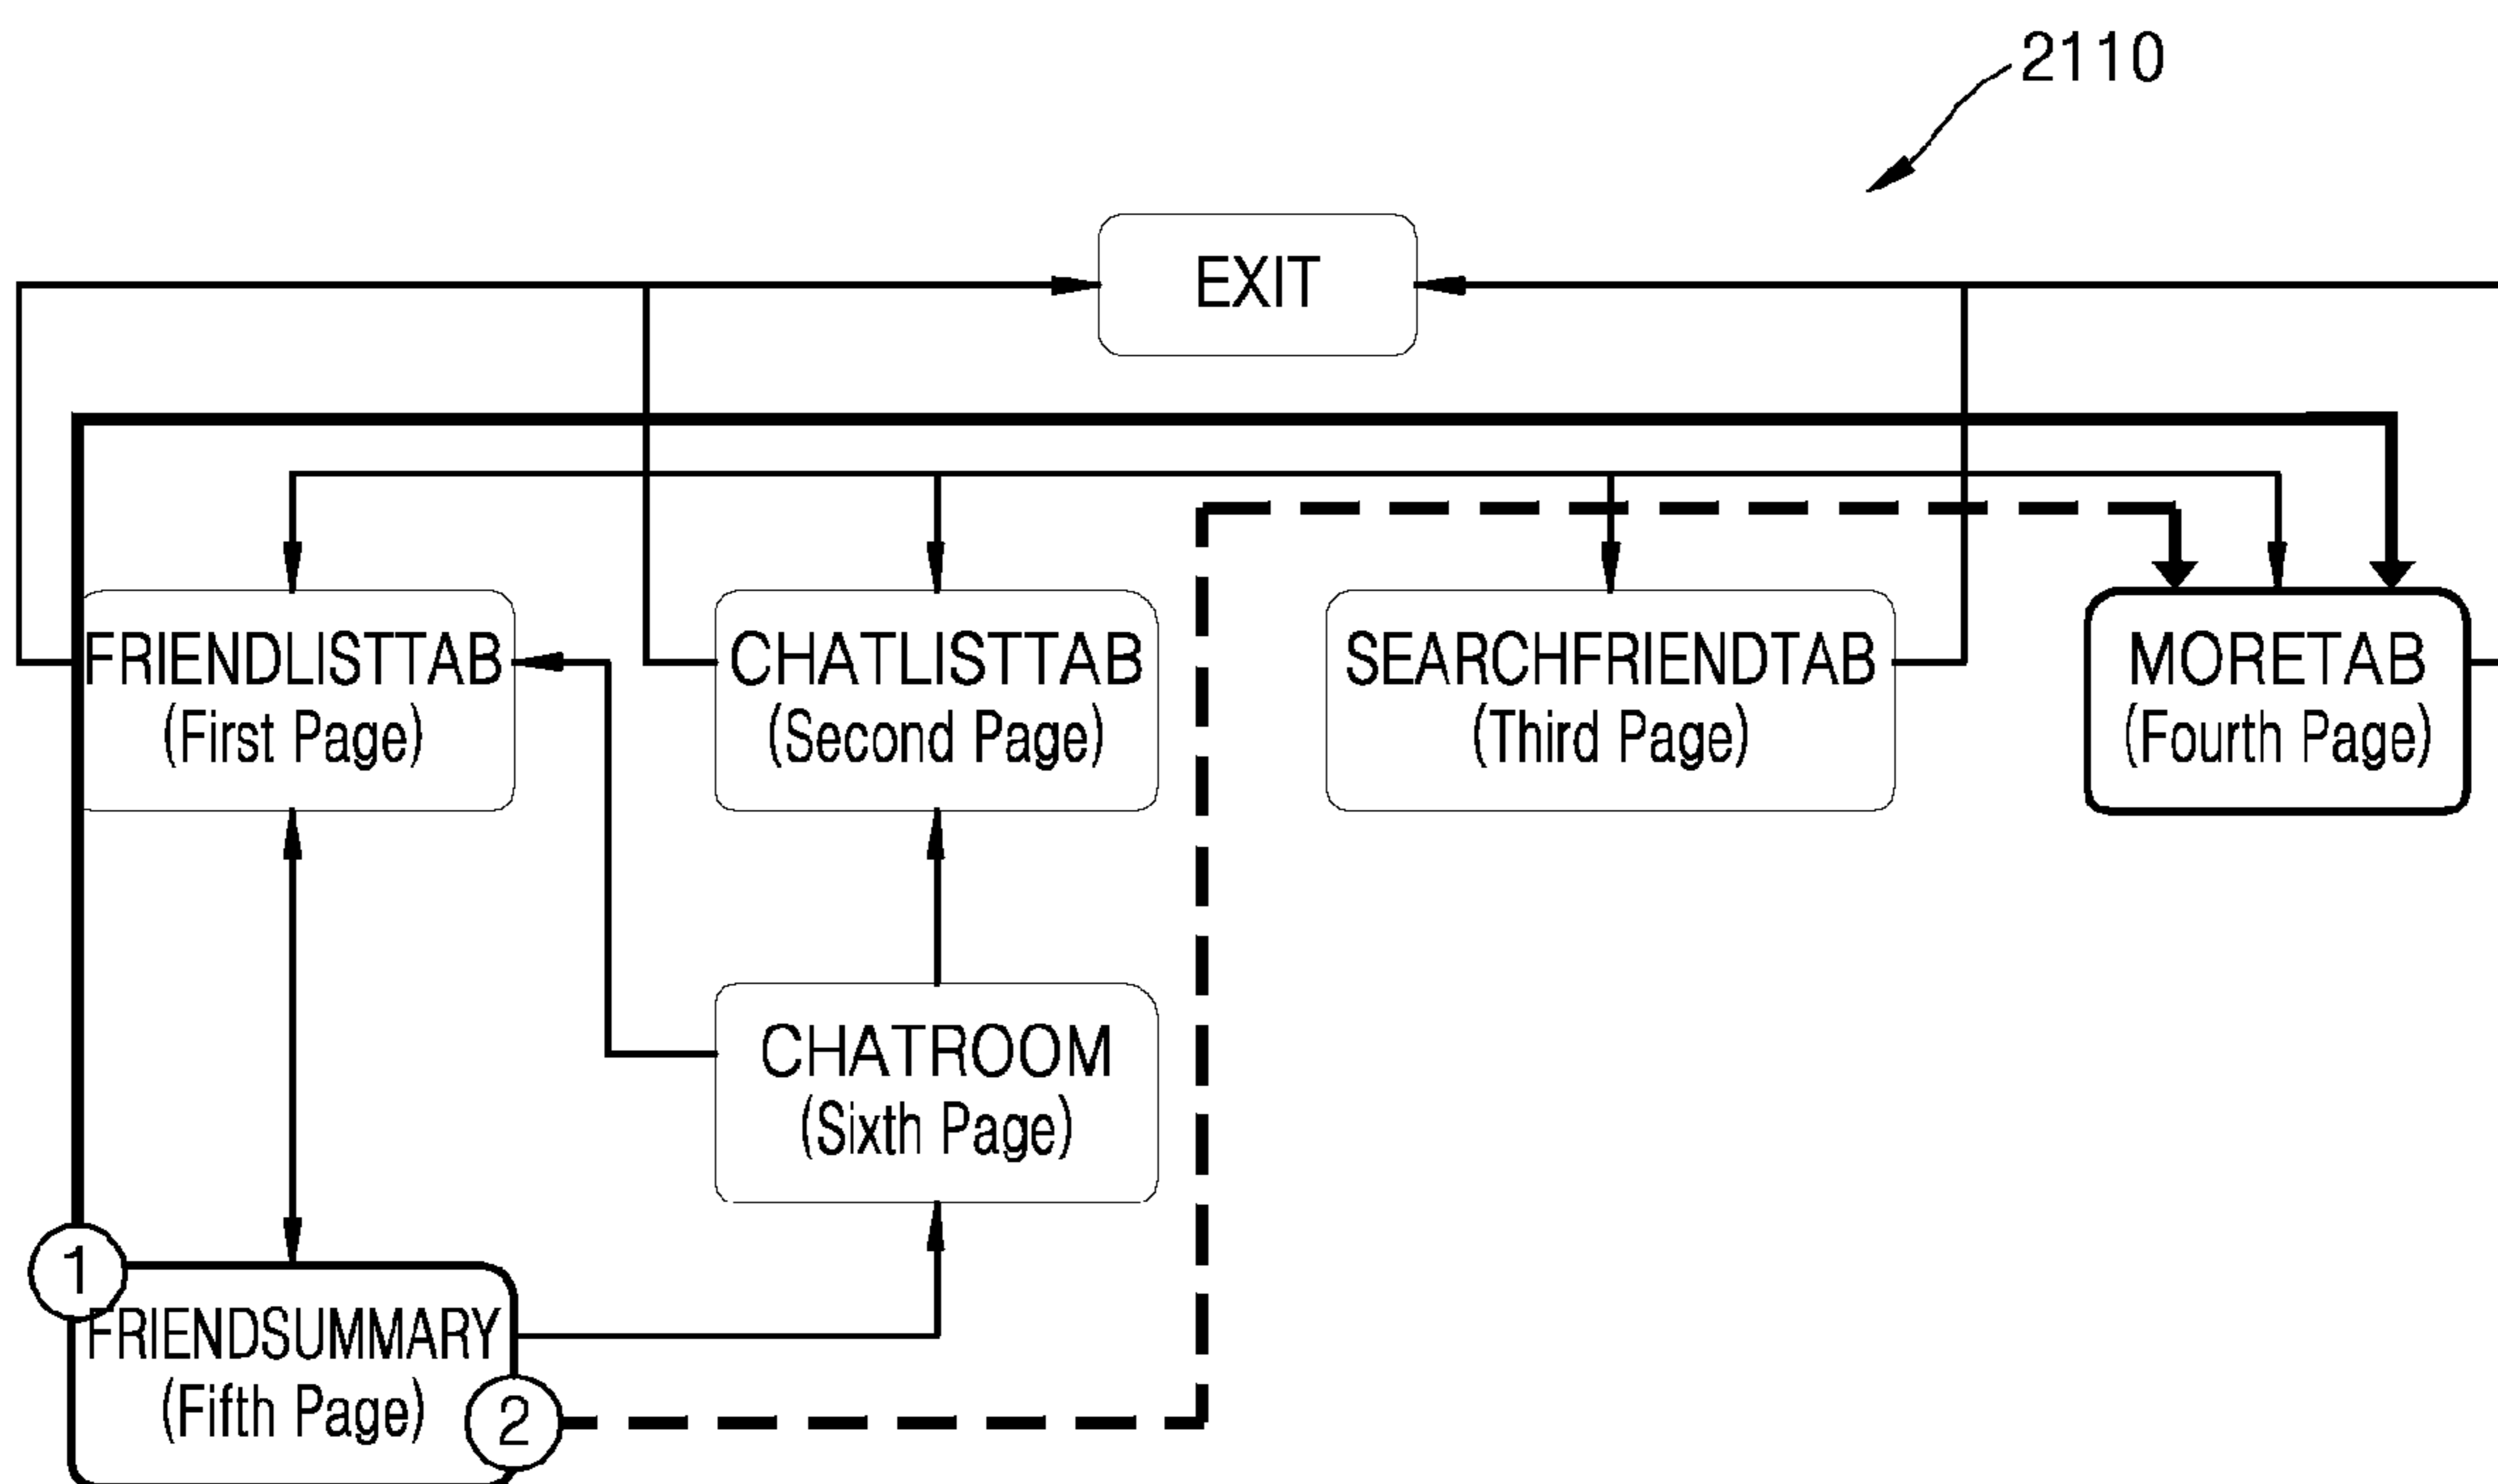 2110
EXIT
FRIENDLISTTAB
(First Page)
CHATLISTTAB
(Second Page)
SEARCHFRIENDTAB
(Third Page)
MORETAB
(Fourth Page)
CHATROOM
(Sixth Page)
1
FRIENDSUMMARY
(Fifth Page)
2